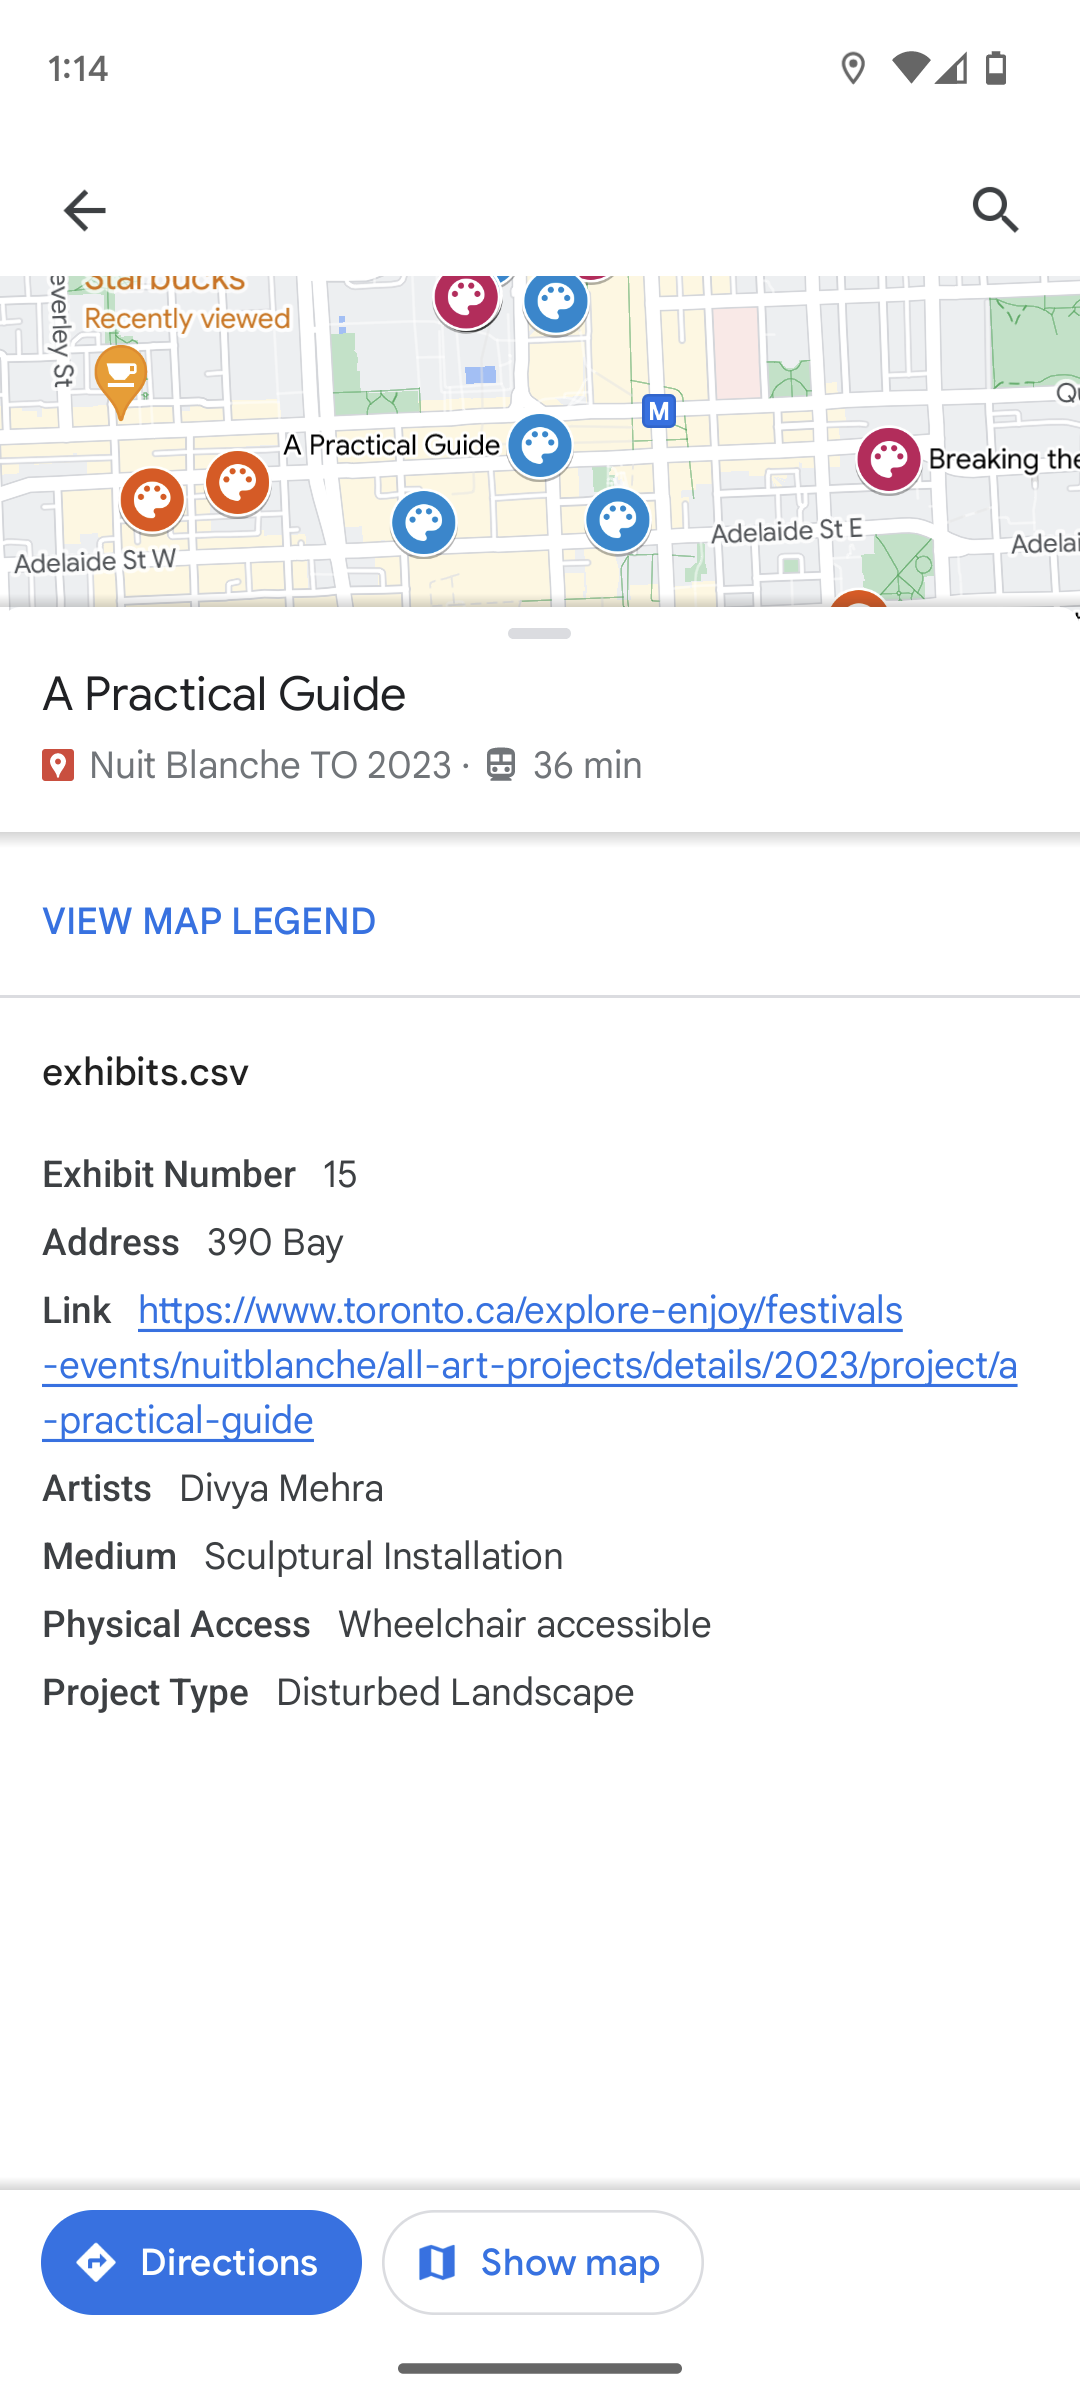 1:14
Starbucks
Recently viewed
everley St
M
Qu
A Practical Guide
Breaking the
Adelaide St E
Adelai
Adelaide St W
A Practical Guide
Nuit Blanche TO 2023 · 36 min
VIEW MAP LEGEND
exhibits.csv
Exhibit Number 15
Address 390 Bay
Link https://www.toronto.ca/explore-enjoy/festivals
-events/nuitblanche/all-art-projects/details/2023/project/a
-practical-guide
Artists Divya Mehra
Medium Sculptural Installation
Physical Access Wheelchair accessible
Project Type Disturbed Landscape
Directions
Show map